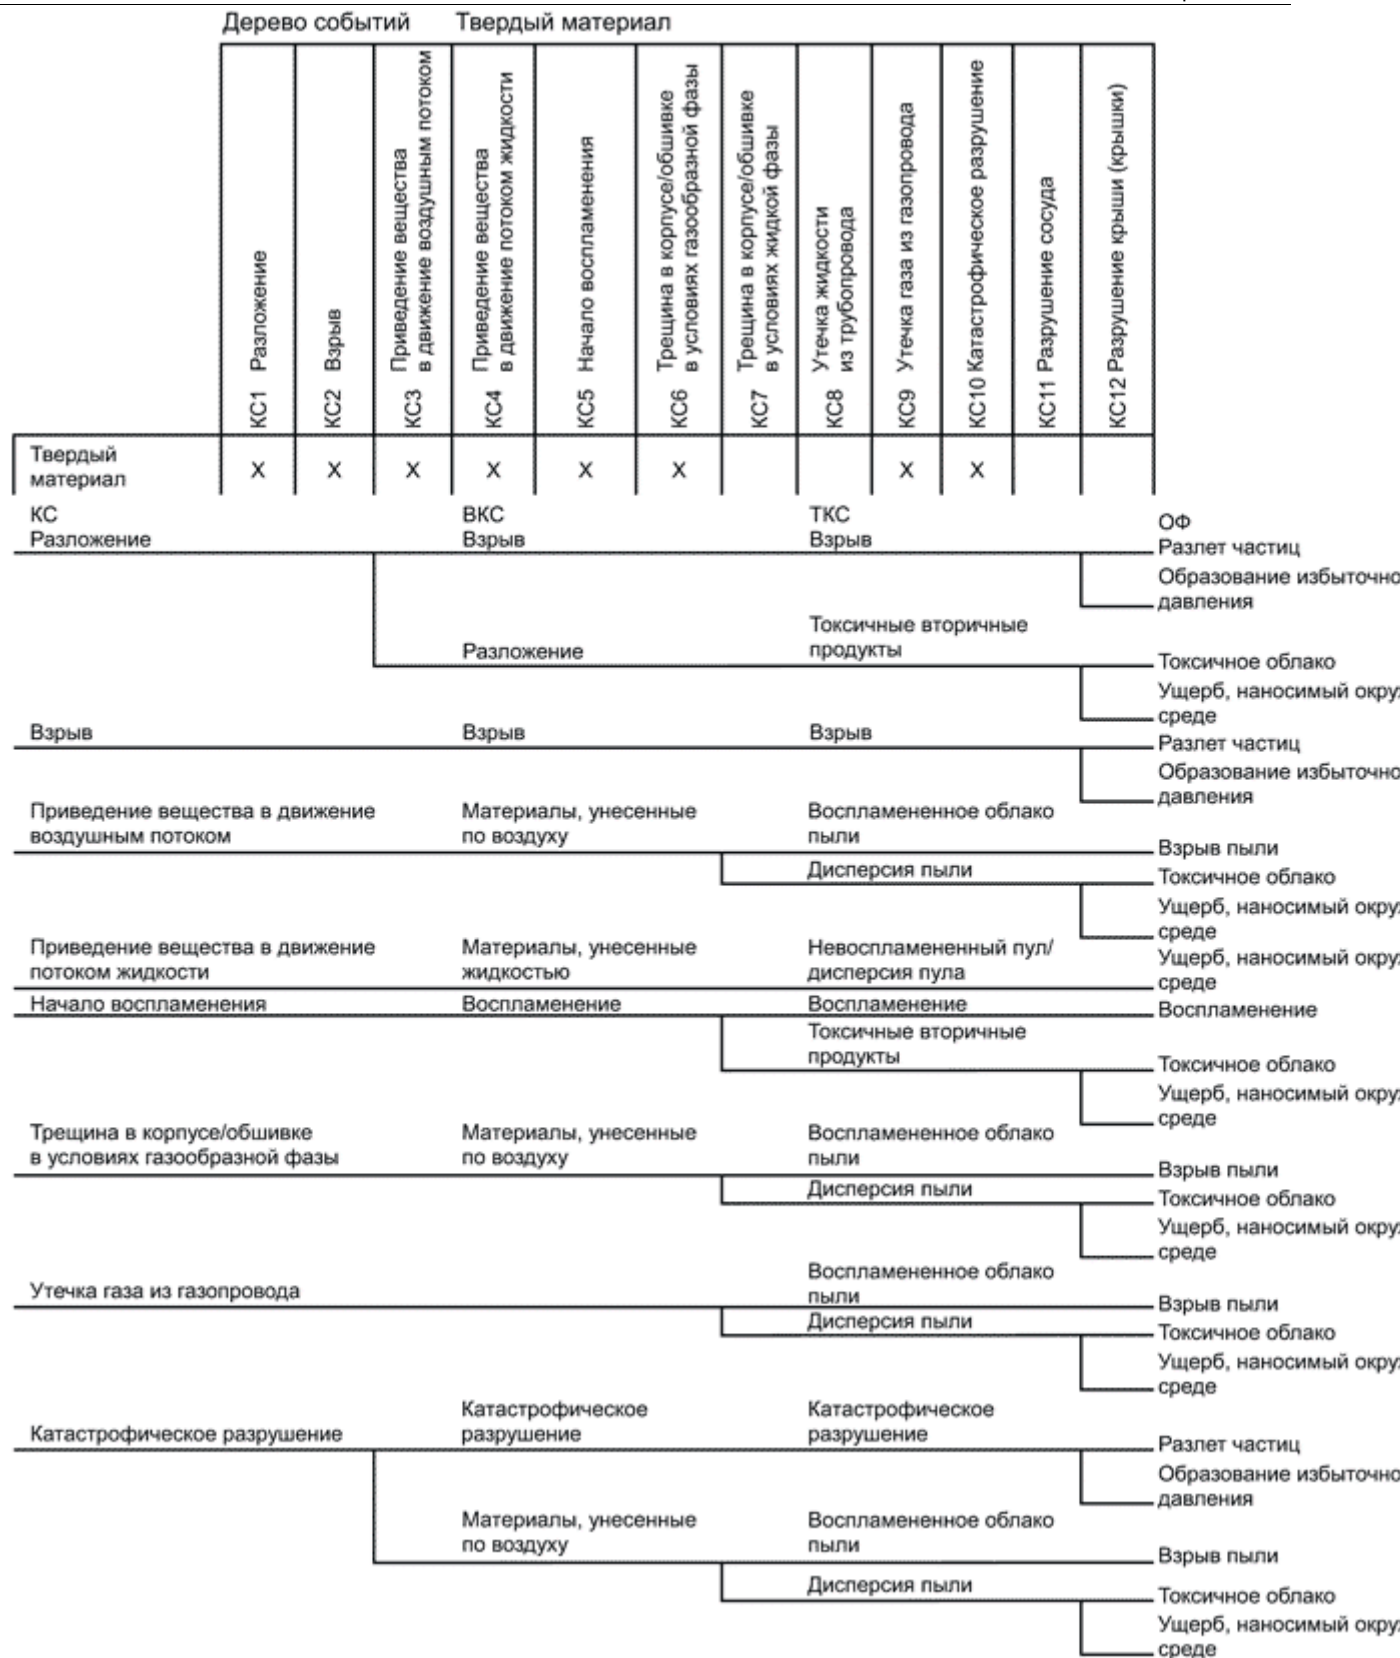 Дерево событий Твердый материал
КС1 Разложение
КС2 Взрыв
КС3 Приведение вещества
в движение воздушным потоком
КС4 Приведение вещества
в движение потоком жидкости
КС5 Начало воспламенения
КС6 Трещина в корпусе/обшивке
в условиях газообразной фазы
КС7 Трещина в корпусе/обшивке
в условиях жидкой фазы
КС8 Утечка жидкости
из трубопровода
КС9 Утечка газа из газопровода
КС10 Катастрофическое разрушение
КС11 Разрушение сосуда
КС12 Разрушение крыши (крышки)
Твердый
материал
X X X X X X X X
КС ВКС ТКС ОФ
Разложение Взрыв Взрыв Разлет частиц
Образование избыточно
давления
Токсичные вторичные
Разложение продукты Токсичное облако
Ущерб, наносимый окру
среде
Взрыв Взрыв Взрыв Разлет частиц
Образование избыточно
давления
Приведение вещества в движение Материалы, унесенные Воспламененное облако
воздушным потоком по воздуху пыли Взрыв пыли
Дисперсия пыли Токсичное облако
Ущерб, наносимый окру
среде
Приведение вещества в движение Материалы, унесенные Невоспламененный пул/ Ущерб, наносимый окру
потоком жидкости жидкостью дисперсия пула среде
Начало воспламенения Воспламенение Воспламенение Воспламенение
Токсичные вторичные
продукты Токсичное облако
Ущерб, наносимый окру
среде
Трещина в корпусе/обшивке Материалы, унесенные Воспламененное облако
в условиях газообразной фазы по воздуху пыли Взрыв пыли
Дисперсия пыли Токсичное облако
Ущерб, наносимый окру
среде
Воспламененное облако
Утечка газа из газопровода пыли Взрыв пыли
Дисперсия пыли Токсичное облако
Ущерб, наносимый окру
среде
Катастрофическое Катастрофическое
Катастрофическое разрушение разрушение разрушение Разлет частиц
Образование избыточно
давления
Материалы, унесенные Воспламененное облако
по воздуху пыли Взрыв пыли
Дисперсия пыли Токсичное облако
Ущерб, наносимый окру
среде